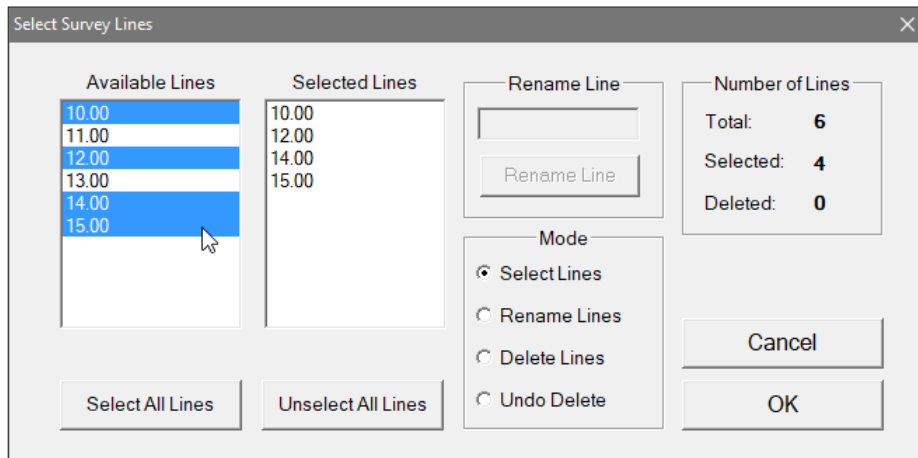 Select Survey Lines
Available Lines
10.00
11.00
12.00
13.00
14.00
15.00
Select All Lines
Selected Lines
10.00
12.00
14.00
15.00
Unselect All Lines
Rename Line
Rename Line
Mode
Select Lines
Rename Lines
Delete Lines
Undo Delete
Number of Lines
Total: 6
Selected: 4
Deleted: 0
Cancel
OK